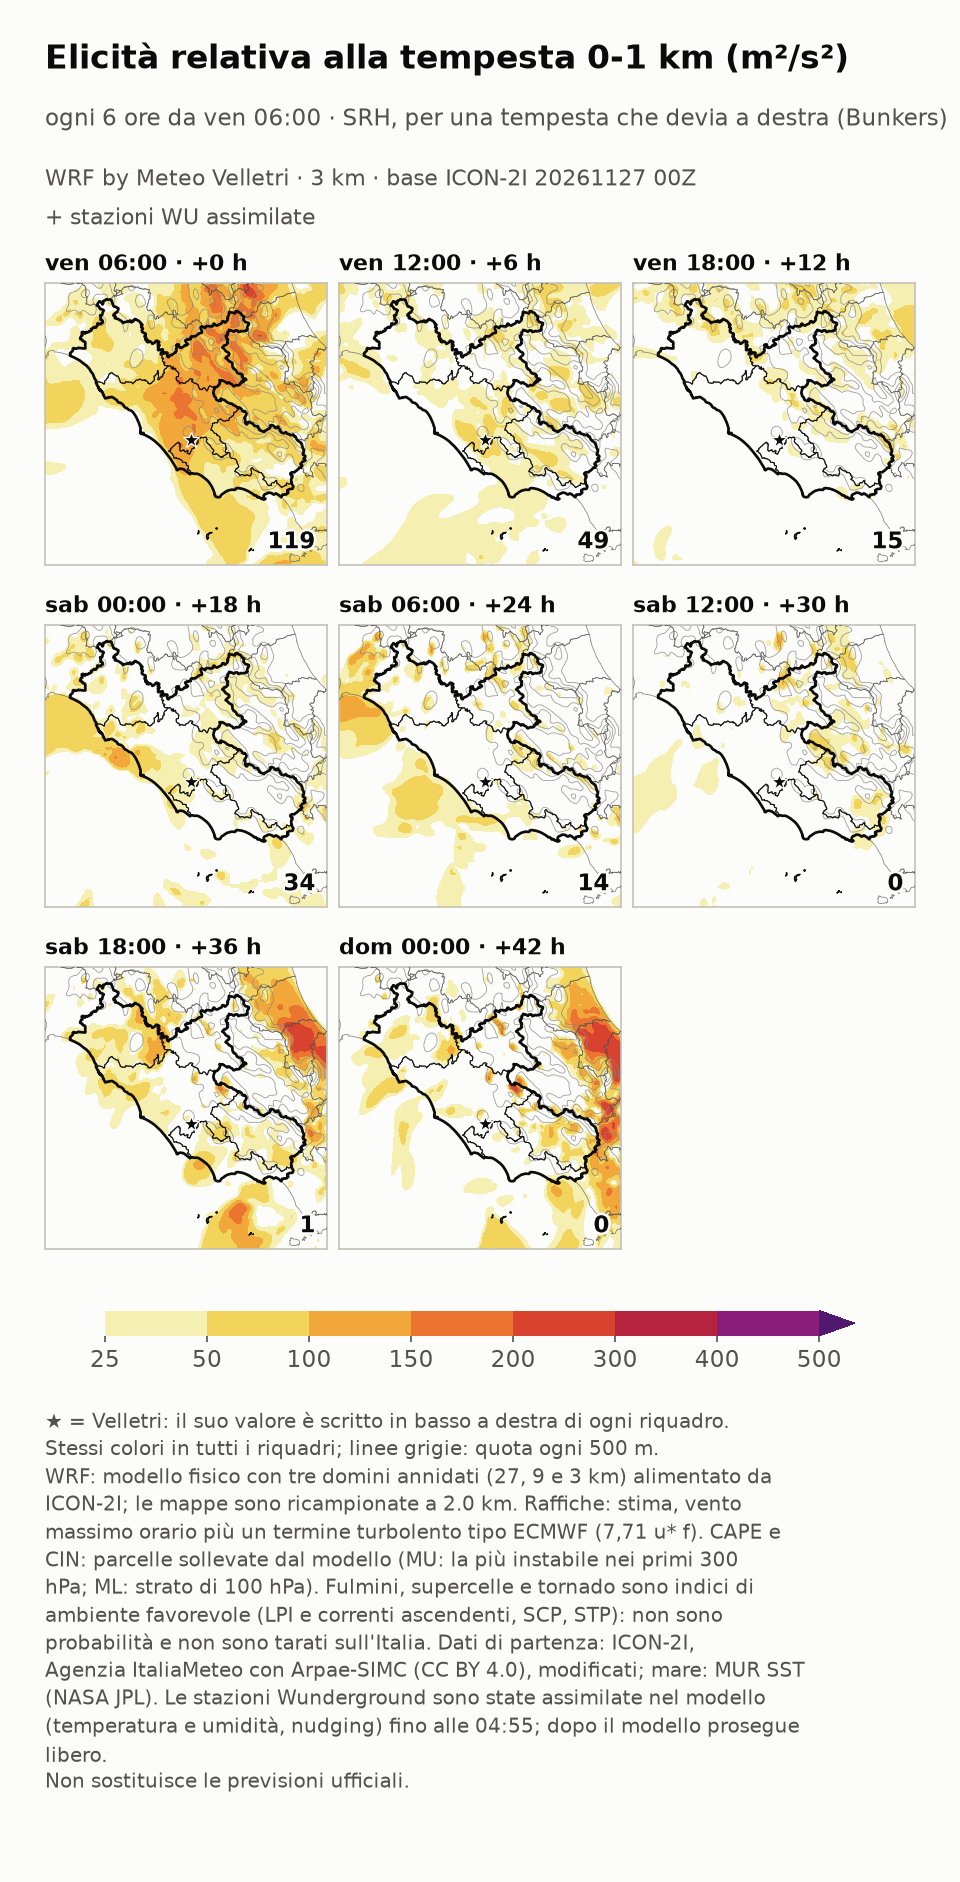 Elicità relativa alla tempesta 0-1 km (m²/s²)
ogni 6 ore da ven 06:00 · SRH, per una tempesta che devia a destra (Bunkers)
WRF by Meteo Velletri · 3 km · base ICON-2I 20261127 00Z
+ stazioni WU assimilate
ven 06:00 · +0 h
ven 12:00 · +6 h
ven 18:00 · +12 h
119
49
15
sab 00:00 · +18 h
sab 06:00 · +24 h
sab 12:00 · +30 h
34
14
0
sab 18:00 · +36 h
dom 00:00 · +42 h
1
0
25 50 100 150 200 300 400 500
★ = Velletri: il suo valore è scritto in basso a destra di ogni riquadro.
Stessi colori in tutti i riquadri; linee grigie: quota ogni 500 m.
WRF: modello fisico con tre domini annidati (27, 9 e 3 km) alimentato da
ICON-2I; le mappe sono ricampionate a 2.0 km. Raffiche: stima, vento
massimo orario più un termine turbolento tipo ECMWF (7,71 u* f). CAPE e
CIN: parcelle sollevate dal modello (MU: la più instabile nei primi 300
hPa; ML: strato di 100 hPa). Fulmini, supercelle e tornado sono indici di
ambiente favorevole (LPI e correnti ascendenti, SCP, STP): non sono
probabilità e non sono tarati sull'Italia. Dati di partenza: ICON-2I,
Agenzia ItaliaMeteo con Arpae-SIMC (CC BY 4.0), modificati; mare: MUR SST
(NASA JPL). Le stazioni Wunderground sono state assimilate nel modello
(temperatura e umidità, nudging) fino alle 04:55; dopo il modello prosegue
libero.
Non sostituisce le previsioni ufficiali.